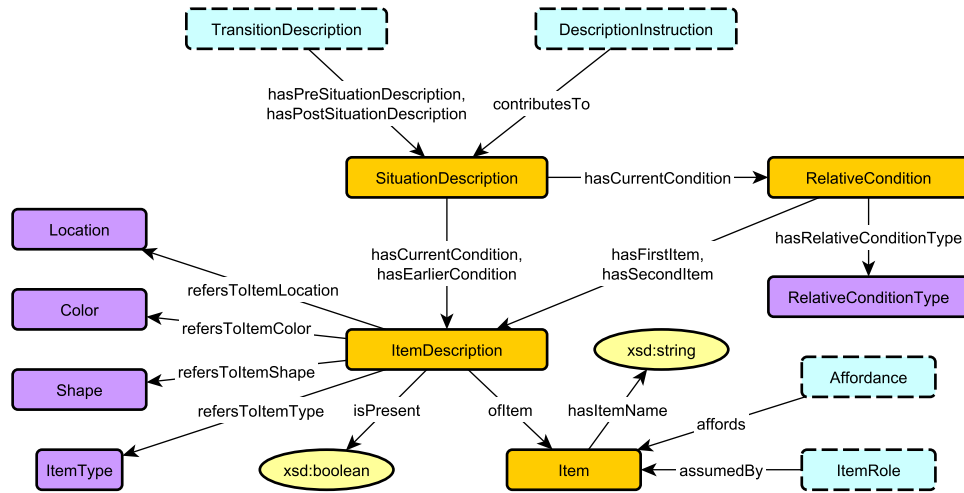 TransitionDescription
DescriptionInstruction
hasPreSituationDescription,
hasPostSituationDescription
contributesTo
SituationDescription
hasCurrentCondition
RelativeCondition
Location
hasCurrentCondition,
hasEarlierCondition
hasFirstItem,
hasSecondItem
hasRelativeConditionType
refersToItemLocation
RelativeConditionType
Color
refersToItemColor
ItemDescription
xsd:string
Shape
refersToItemShape
Affordance
refersToItemType
isPresent
ofItem
hasItemName
affords
ItemType
xsd:boolean
Item
assumedBy
ItemRole